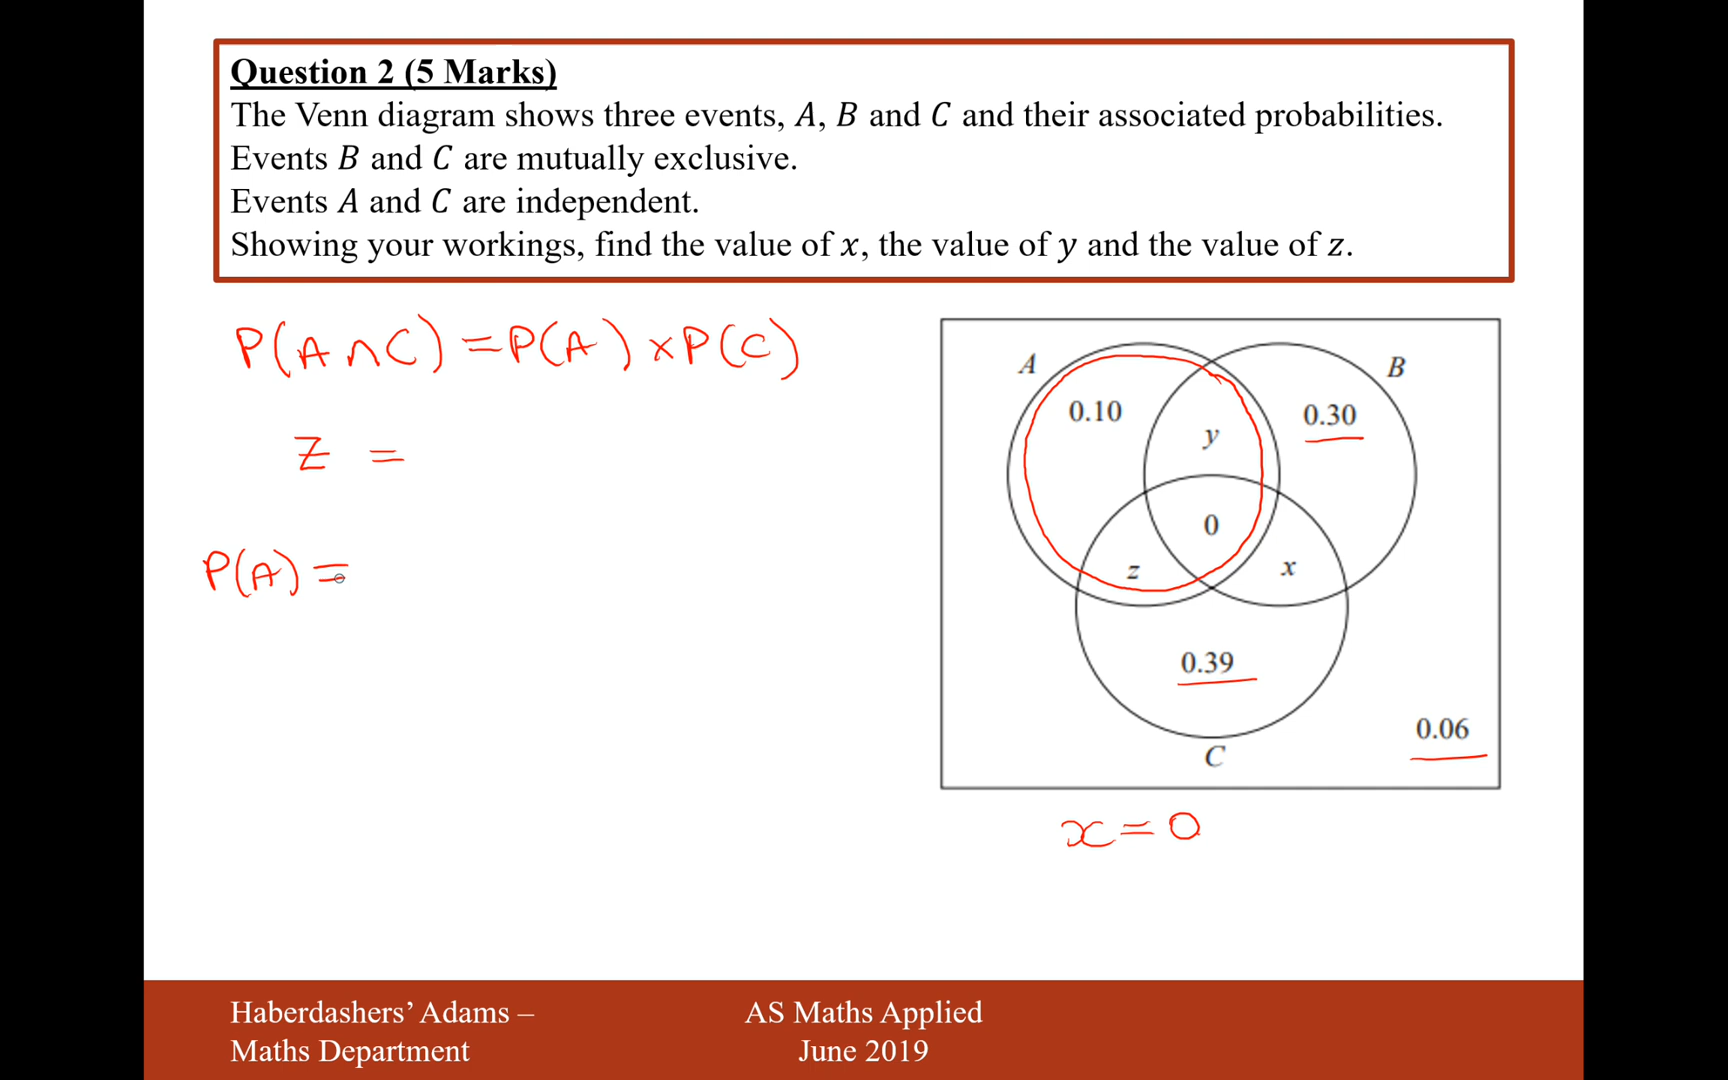 Question 2 (5 Marks)
The Venn diagram shows three events, A, B and C and their associated probabilities.
Events B and C are mutually exclusive.
Events A and C are independent.
Showing your workings, find the value of x, the value of y and the value of z.
P(A∩C) = P(A) × P(C)
Z =
P(A) =
A
B
0.10
0.30
y
0
z
x
0.39
0.06
C
x = 0
Haberdashers’ Adams –
Maths Department
AS Maths Applied
June 2019